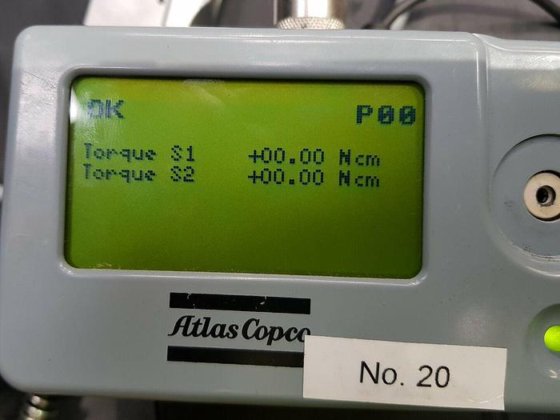 OK P00
Torque S1 +00.00 Ncm
Torque S2 +00.00 Ncm
Atlas Copco
No. 20